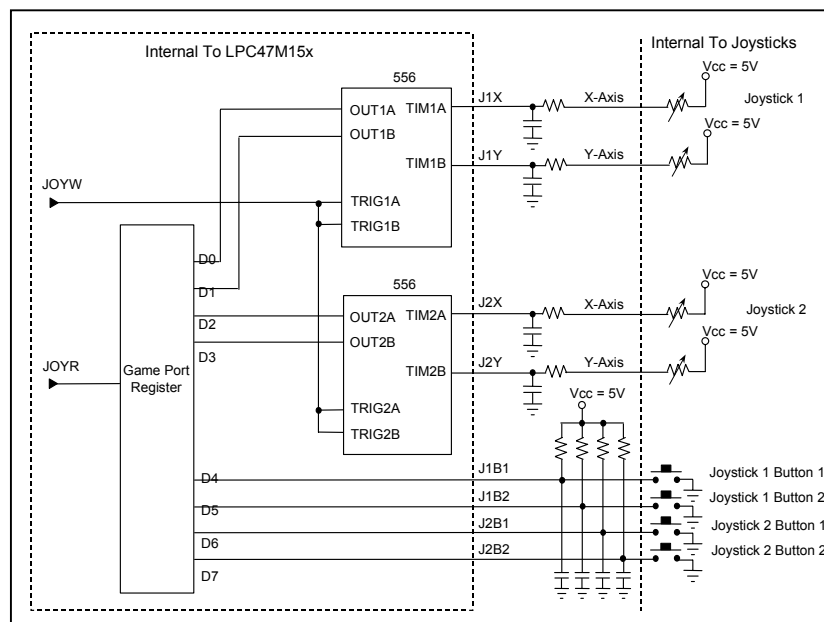 Internal To LPC47M15x
Internal To Joysticks
Vcc = 5V
556
J1X
X-Axis
Joystick 1
OUT1A
TIM1A
Vcc = 5V
OUT1B
J1Y
Y-Axis
TIM1B
JOYW
TRIG1A
TRIG1B
D0
Vcc = 5V
556
D1
J2X
X-Axis
Joystick 2
D2
OUT2A
TIM2A
Vcc = 5V
OUT2B
D3
J2Y
Y-Axis
Game Port
Register
TIM2B
JOYR
Vcc = 5V
TRIG2A
TRIG2B
J1B1
Joystick 1 Button 1
D4
J1B2
Joystick 1 Button 2
D5
J2B1
Joystick 2 Button 1
D6
J2B2
Joystick 2 Button 2
D7